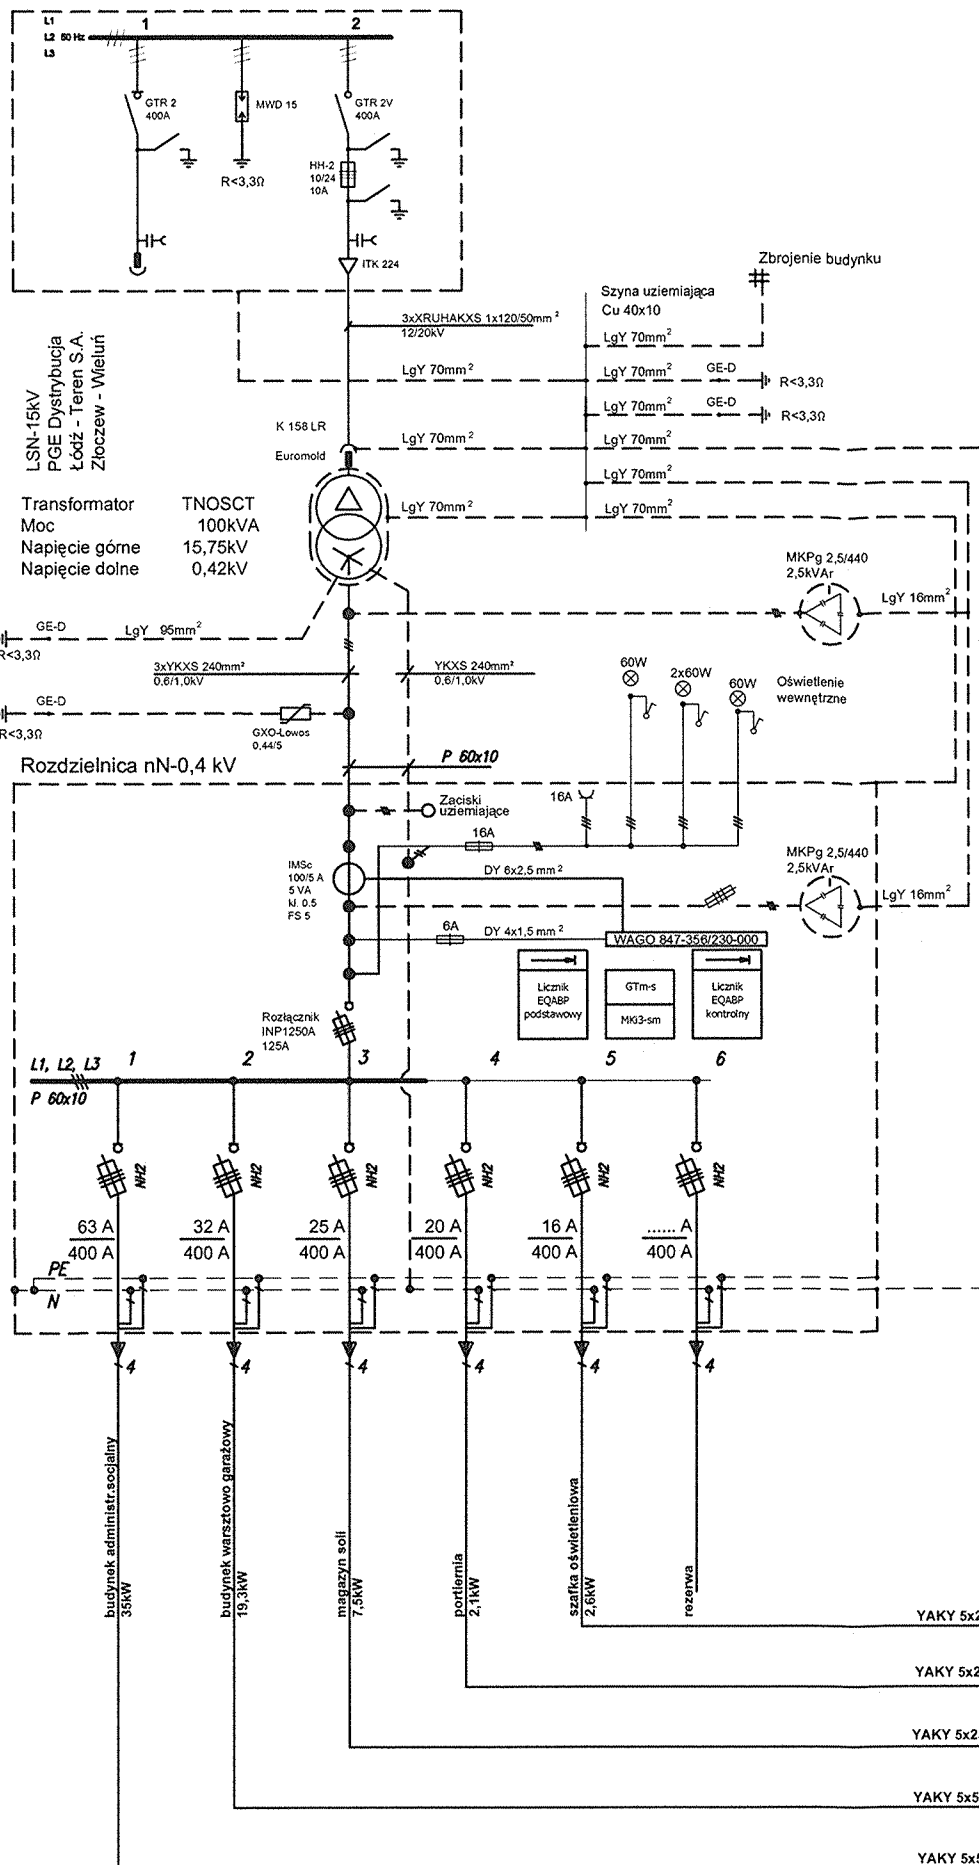 L1
L2 50 Hz
L3
1
2
GTR 2
400A
MWD 15
R<3,3Ω
GTR 2V
400A
HH-2
10/24
10A
ITK 224
Zbrojenie budynku
Szyna uziemiająca
Cu 40x10
3xXRUHAKXS 1x120/50mm²
12/20kV
LgY 70mm²
LgY 70mm²
LgY 70mm²
GE-D
R<3,3Ω
LgY 70mm²
GE-D
R<3,3Ω
LSN-15kV
PGE Dystrybucja
Łódź - Teren S.A.
Złoczew - Wieluń
K 158 LR
Euromold
LgY 70mm²
LgY 70mm²
LgY 70mm²
LgY 70mm²
LgY 70mm²
Transformator TNOSCT
Moc 100kVA
Napięcie górne 15,75kV
Napięcie dolne 0,42kV
MKPg 2,5/440
2,5kVAr
LgY 16mm²
GE-D
LgY 95mm²
R<3,3Ω
3xYKXS 240mm²
0,6/1,0kV
YKXS 240mm²
0,6/1,0kV
60W
2x60W
60W
Oświetlenie
wewnętrzne
GE-D
R<3,3Ω
GXO-Lowos
0,44/5
P 60x10
Rozdzielnica nN-0,4 kV
Zaciski
uziemiające
16A
16A
IMSc
100/5 A
5 VA
kl. 0.5
FS 5
DY 6x2,5 mm²
MKPg 2,5/440
2,5kVAr
LgY 16mm²
6A
DY 4x1,5 mm²
WAGO 847-356/230-000
Licznik
EQABP
podstawowy
GTm-s
MKi3-sm
Licznik
EQABP
kontrolny
Rozłącznik
INP1250A
125A
L1, L2, L3
P 60x10
1
2
3
4
5
6
NH2
NH2
NH2
NH2
NH2
NH2
63 A
400 A
32 A
400 A
25 A
400 A
20 A
400 A
16 A
400 A
...... A
400 A
PE
N
4
4
4
4
4
4
budynek administr.socjalny
35kW
budynek warsztowo garażowy
19,3kW
magazyn soli
7,5kW
portiernia
2,1kW
szafka oświetleniowa
2,6kW
rezerwa
YAKY 5x2
YAKY 5x2
YAKY 5x2
YAKY 5x5
YAKY 5x5